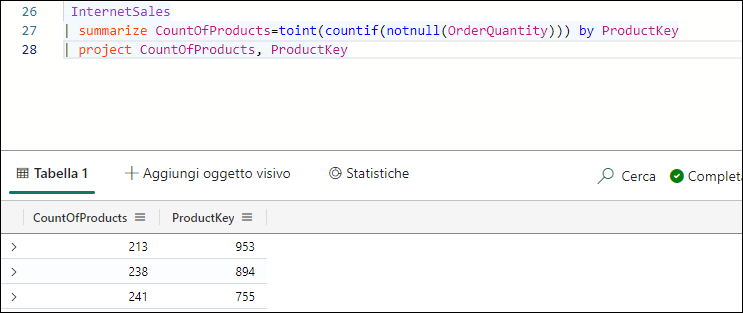 26 InternetSales
27 | summarize CountOfProducts=toint(countif(notnull(OrderQuantity))) by ProductKey
28 | project CountOfProducts, ProductKey
Tabella 1 Aggiungi oggetto visivo Statistiche Cerca Completa
CountOfProducts ProductKey
213 953
238 894
241 755